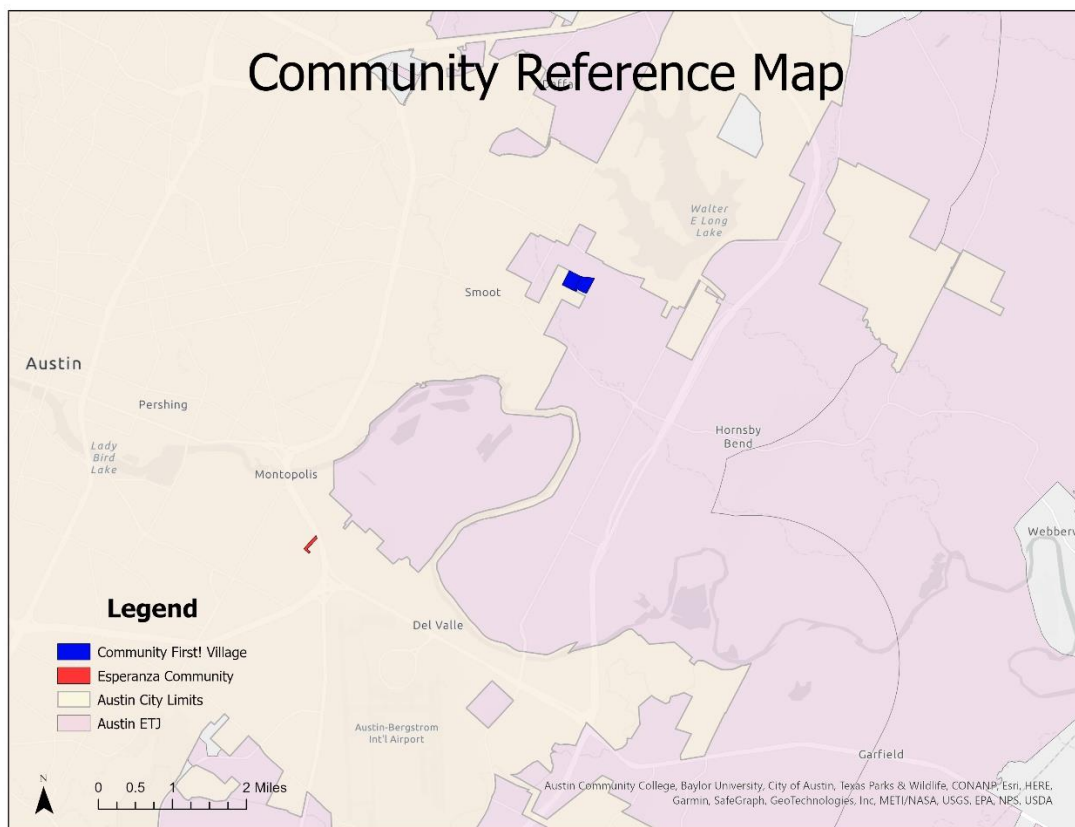 Community Reference Map
Walter
E Long
Lake
Smoot
Austin
Pershing
Hornsby
Bend
Lady
Bird
Lake
Montopolis
Webberv
Legend
Del Valle
Community First! Village
Esperanza Community
Austin City Limits
Austin ETJ
Austin-Bergstrom
Int'l Airport
Garfield
N
0 0.5 1 2 Miles
Austin Community College, Baylor University, City of Austin, Texas Parks & Wildlife, CONANP, Esri, HERE,
Garmin, SafeGraph, GeoTechnologies, Inc, METI/NASA, USGS, EPA, NPS, USDA